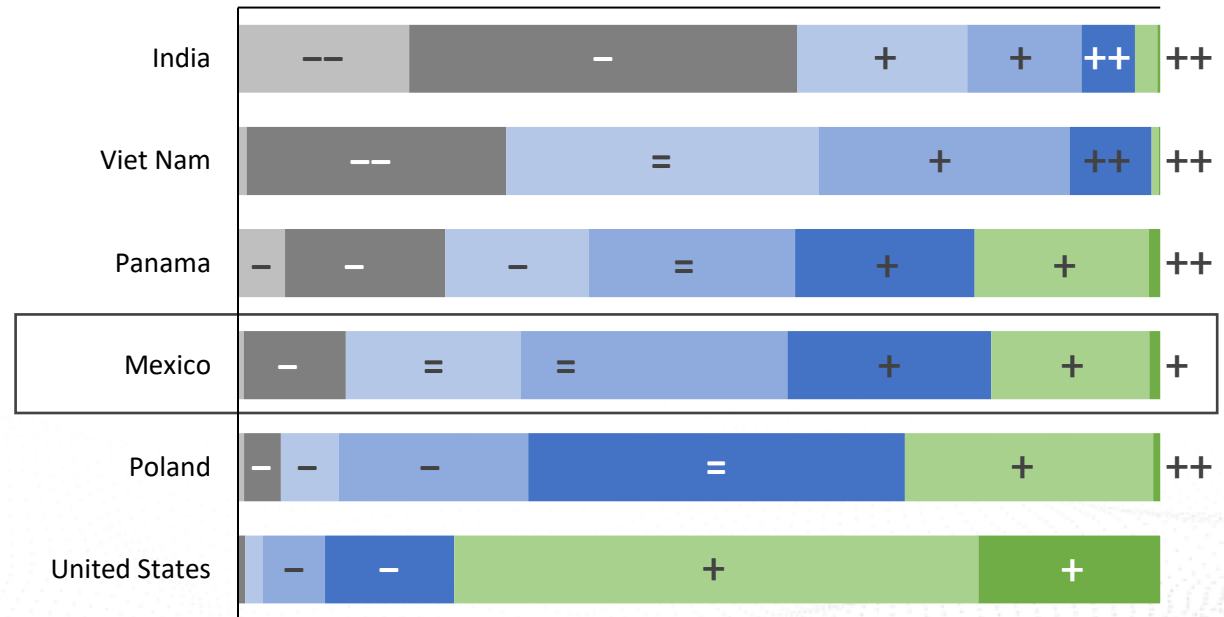 India -- - + + ++ ++
Viet Nam -- = + ++ ++
Panama - - - = + + ++
Mexico - = = + + +
Poland - - - = + ++
United States - - + +